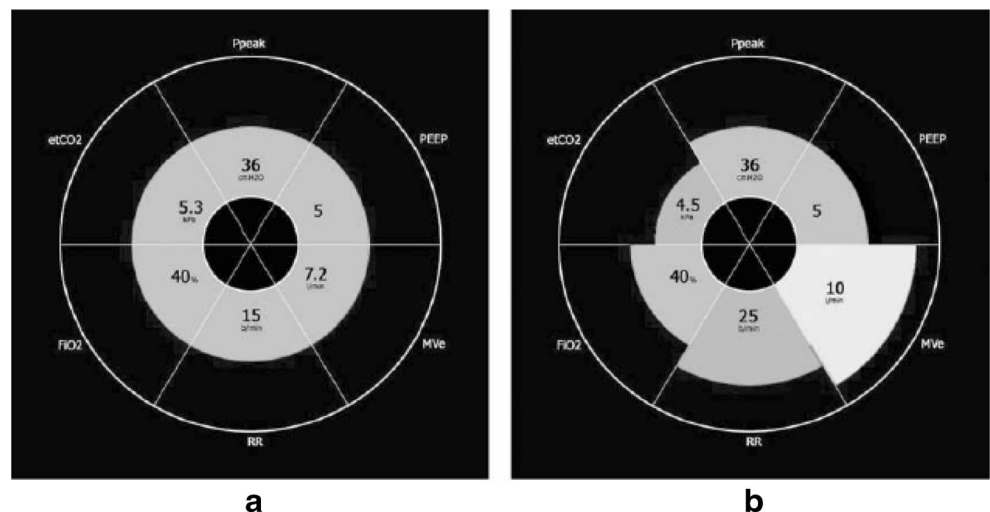 Ppeak
etCO2
PEEP
36
cmH2O
5.3
kPa
5
40%
7.2
l/min
15
b/min
FiO2
MVe
RR
a
Ppeak
etCO2
PEEP
36
cmH2O
4.5
kPa
5
40%
10
l/min
25
b/min
FiO2
MVe
RR
b